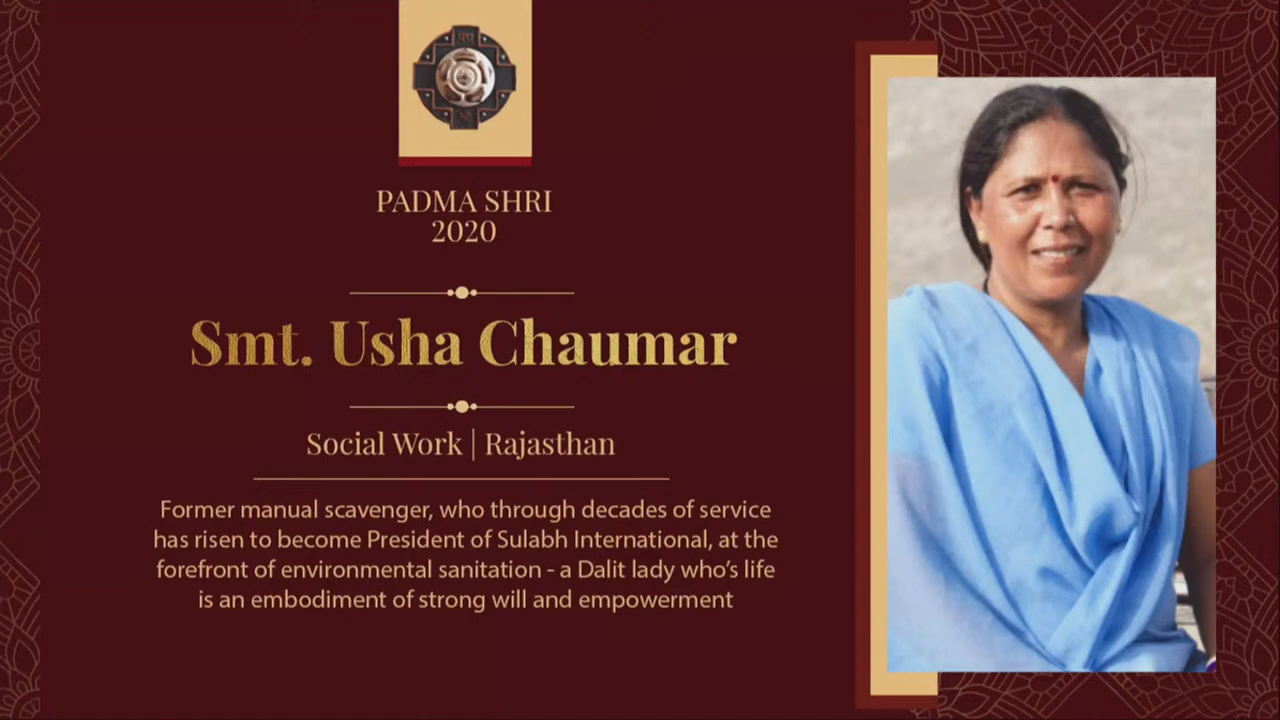 PADMA SHRI
2020
Smt. Usha Chaumar
Social Work | Rajasthan
Former manual scavenger, who through decades of service
has risen to become President of Sulabh International, at the
forefront of environmental sanitation - a Dalit lady who's life
is an embodiment of strong will and empowerment